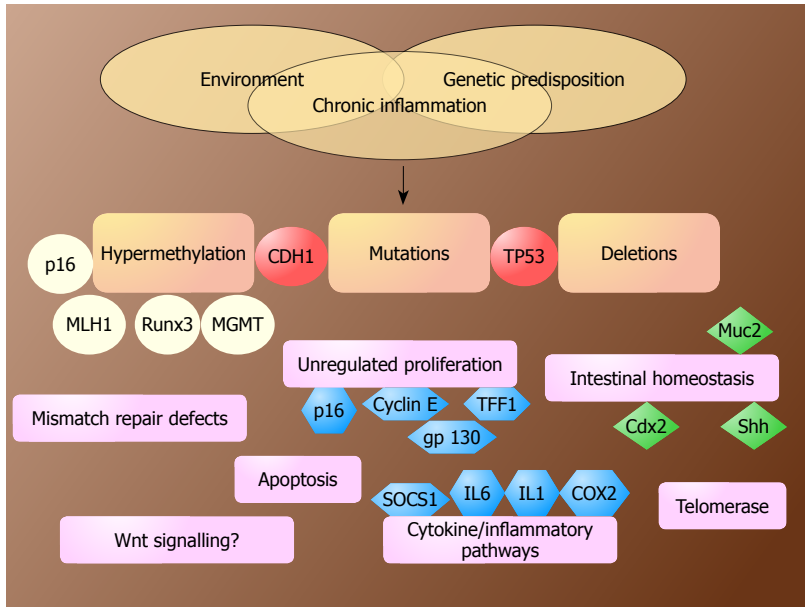 Environment
Genetic predisposition
Chronic inflammation
p16
Hypermethylation
CDH1
Mutations
TP53
Deletions
MLH1
Runx3
MGMT
Muc2
Unregulated proliferation
Intestinal homeostasis
p16
Cyclin E
TFF1
Mismatch repair defects
gp 130
Cdx2
Shh
Apoptosis
SOCS1
IL6
IL1
COX2
Telomerase
Wnt signalling?
Cytokine/inflammatory
pathways